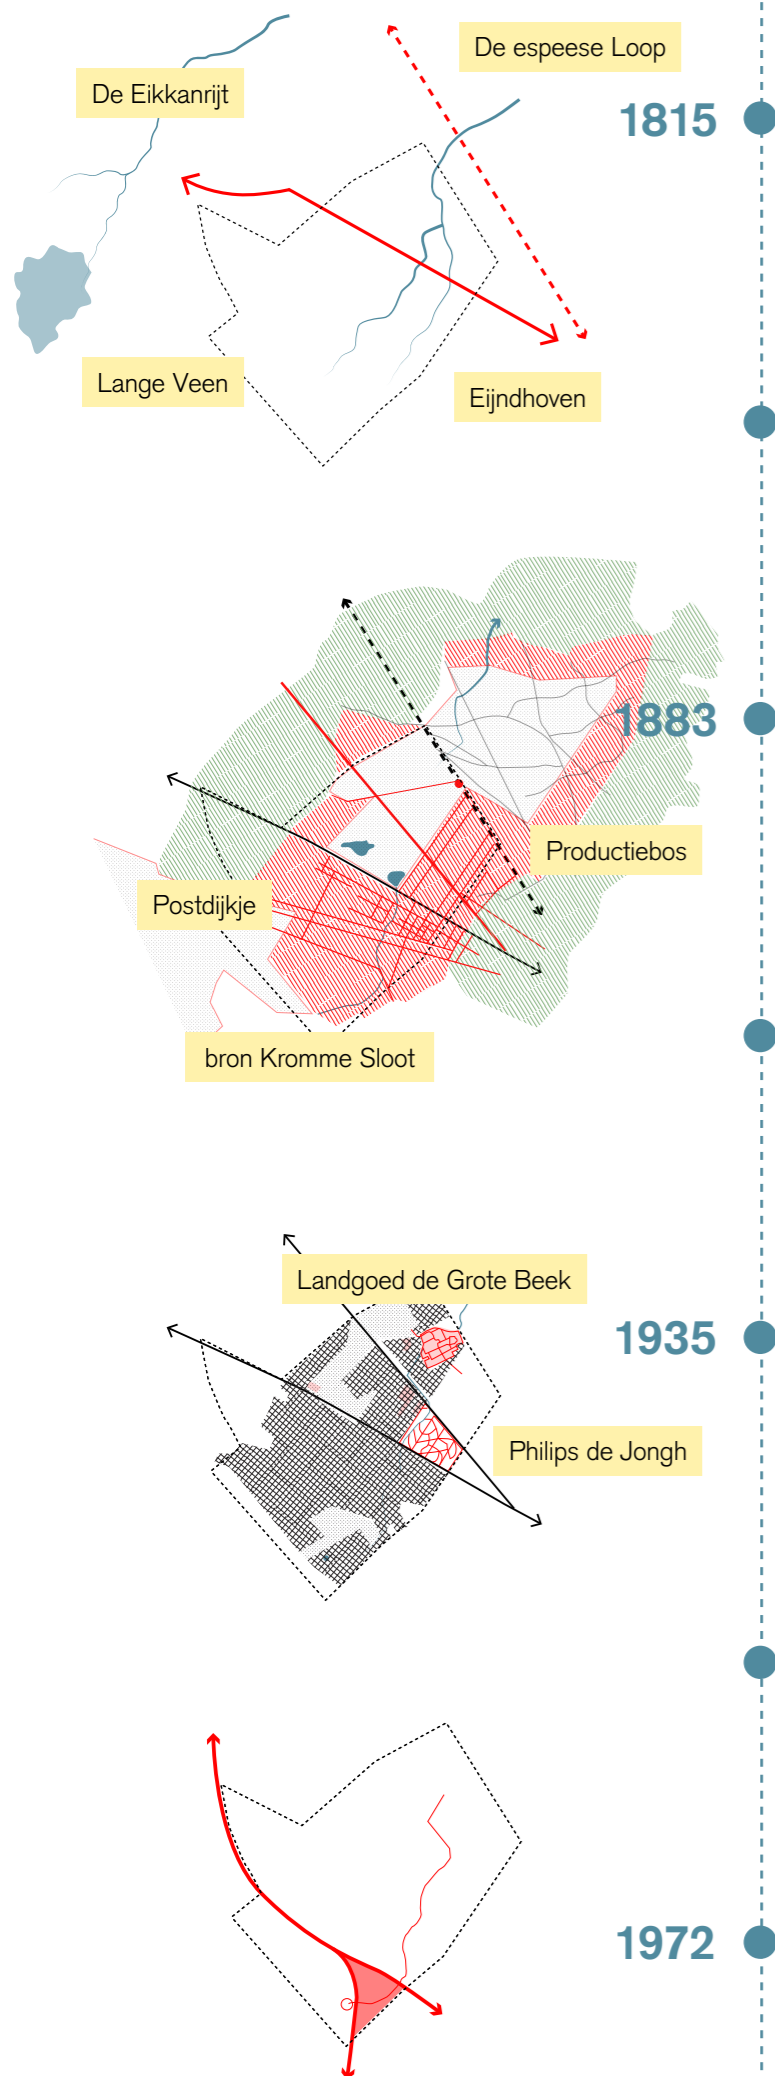 De espeese Loop
De Eikkanrijt
1815
Lange Veen
Eijndhoven
1883
Productiebos
Postdijkje
bron Kromme Sloot
Landgoed de Grote Beek
1935
Philips de Jongh
1972